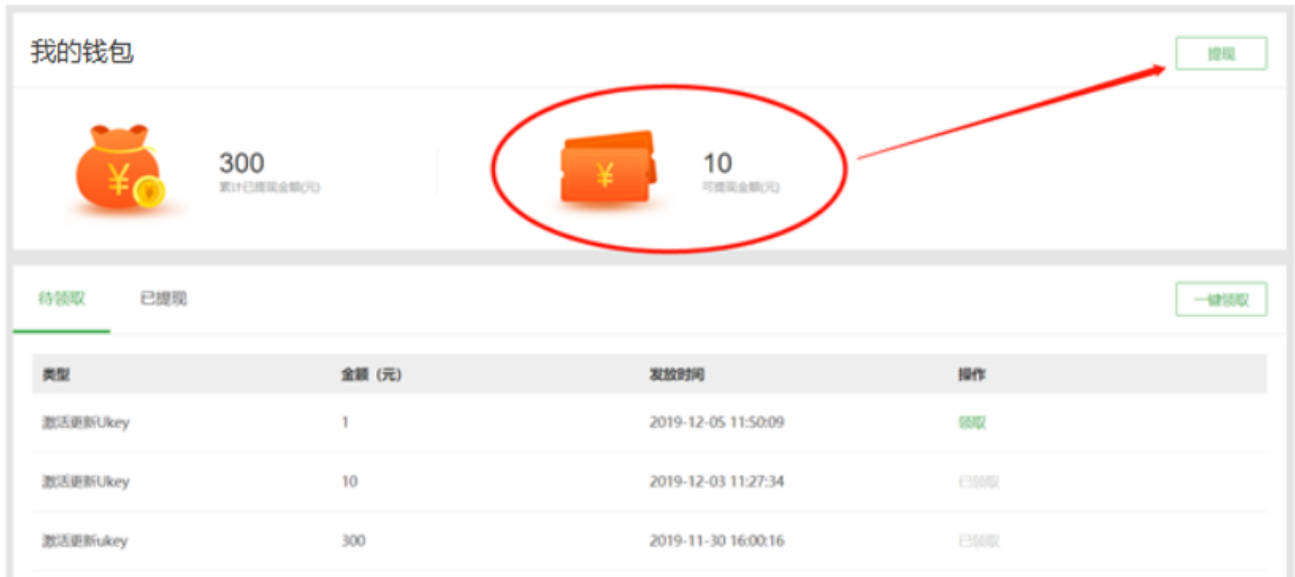 我的钱包
提现
¥
300
累计已提现金额(元)
¥
10
可提现金额(元)
待领取 已提现
一键领取
类型 金额（元） 发放时间 操作
激活更新Ukey 1 2019-12-05 11:50:09 领取
激活更新Ukey 10 2019-12-03 11:27:34 已领取
激活更新ukey 300 2019-11-30 16:00:16 已领取